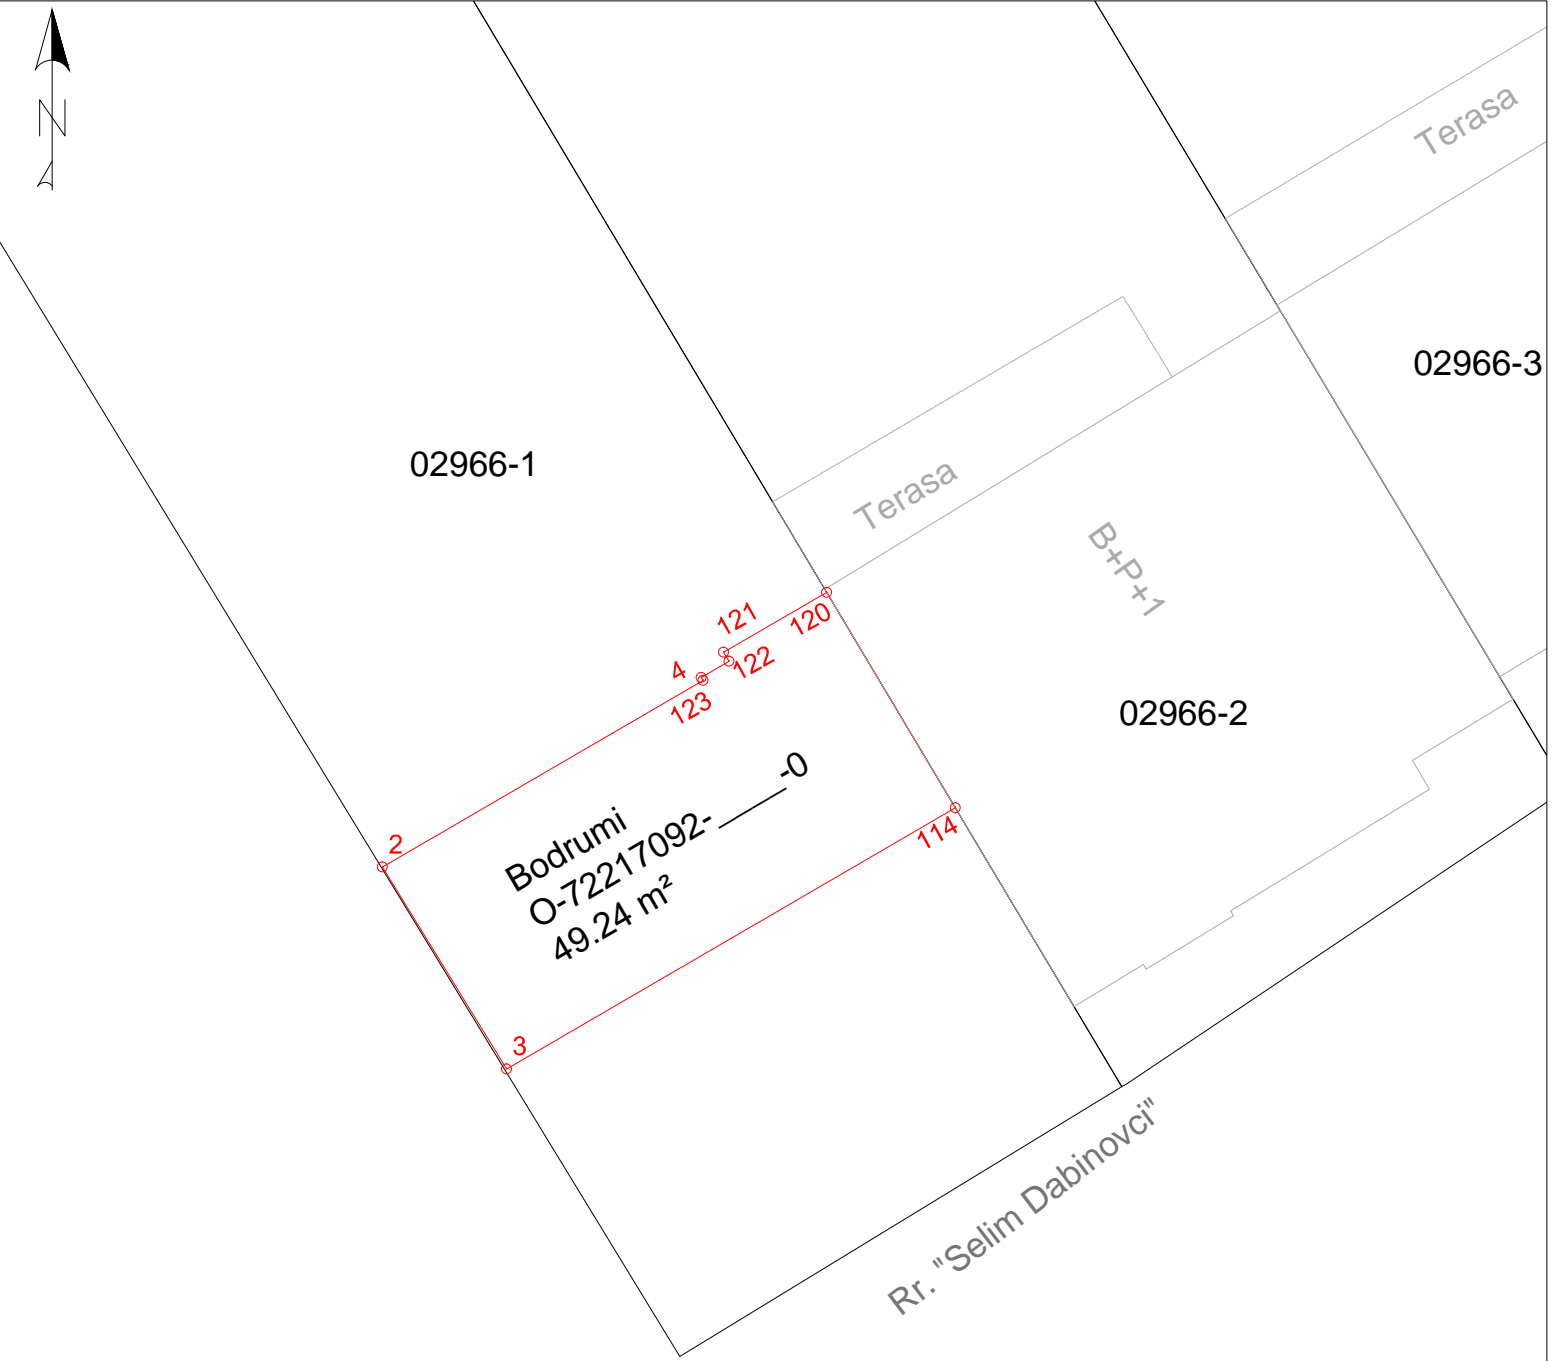 N
Terasa
02966-3
02966-1
Terasa
B+P+1
121
120
4
122
123
02966-2
2
Bodrumi
O-72217092-______-0
49.24 m²
114
3
Rr. "Selim Dabinovci"